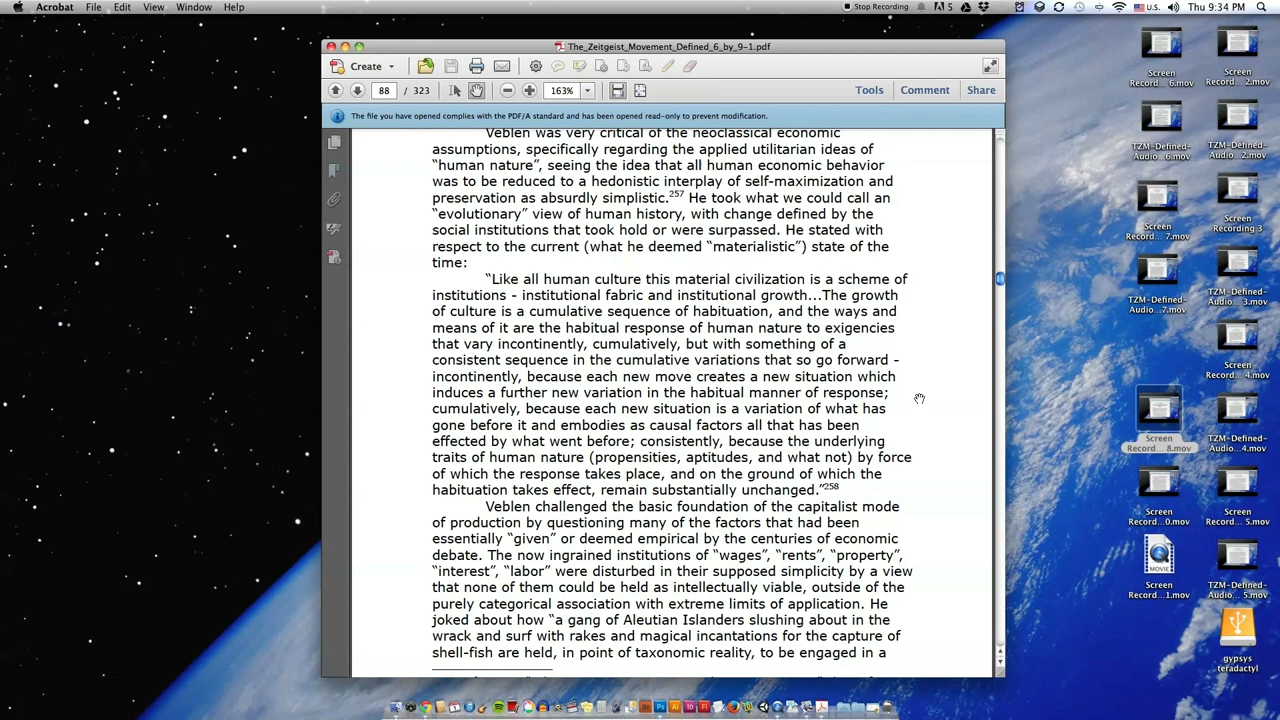 Acrobat File Edit View Window Help Stop Recording 5 U.S. Thu 9:34 PM
The_Zeitgeist_Movement_Defined_6_by_9-1.pdf
Create
88 / 323 163% Tools Comment Share
The file you have opened complies with the PDF/A standard and has been opened read-only to prevent modification.
Veblen was very critical of the neoclassical economic
assumptions, specifically regarding the applied utilitarian ideas of
“human nature”, seeing the idea that all human economic behavior
was to be reduced to a hedonistic interplay of self-maximization and
preservation as absurdly simplistic.257 He took what we could call an
“evolutionary” view of human history, with change defined by the
social institutions that took hold or were surpassed. He stated with
respect to the current (what he deemed “materialistic”) state of the
time:
“Like all human culture this material civilization is a scheme of
institutions - institutional fabric and institutional growth...The growth
of culture is a cumulative sequence of habituation, and the ways and
means of it are the habitual response of human nature to exigencies
that vary incontinently, cumulatively, but with something of a
consistent sequence in the cumulative variations that so go forward -
incontinently, because each new move creates a new situation which
induces a further new variation in the habitual manner of response;
cumulatively, because each new situation is a variation of what has
gone before it and embodies as causal factors all that has been
effected by what went before; consistently, because the underlying
traits of human nature (propensities, aptitudes, and what not) by force
of which the response takes place, and on the ground of which the
habituation takes effect, remain substantially unchanged.”258
Veblen challenged the basic foundation of the capitalist mode
of production by questioning many of the factors that had been
essentially “given” or deemed empirical by the centuries of economic
debate. The now ingrained institutions of “wages”, “rents”, “property”,
“interest”, “labor” were disturbed in their supposed simplicity by a view
that none of them could be held as intellectually viable, outside of the
purely categorical association with extreme limits of application. He
joked about how “a gang of Aleutian Islanders slushing about in the
wrack and surf with rakes and magical incantations for the capture of
shell-fish are held, in point of taxonomic reality, to be engaged in a
Screen
Record... 6.mov
Screen
Record... 2.mov
TZM-Defined-
Audio...6.mov
TZM-Defined-
Audio...2.mov
Screen
Record... 7.mov
Screen
Recording 3
TZM-Defined-
Audio...7.mov
TZM-Defined-
Audio...3.mov
Screen
Record...4.mov
Screen
Record... 8.mov
TZM-Defined-
Audio...4.mov
Screen
Record...0.mov
Screen
Record... 5.mov
MOVIE
Screen
Record...1.mov
TZM-Defined-
Audio...5.mov
gypsys
teradactyl